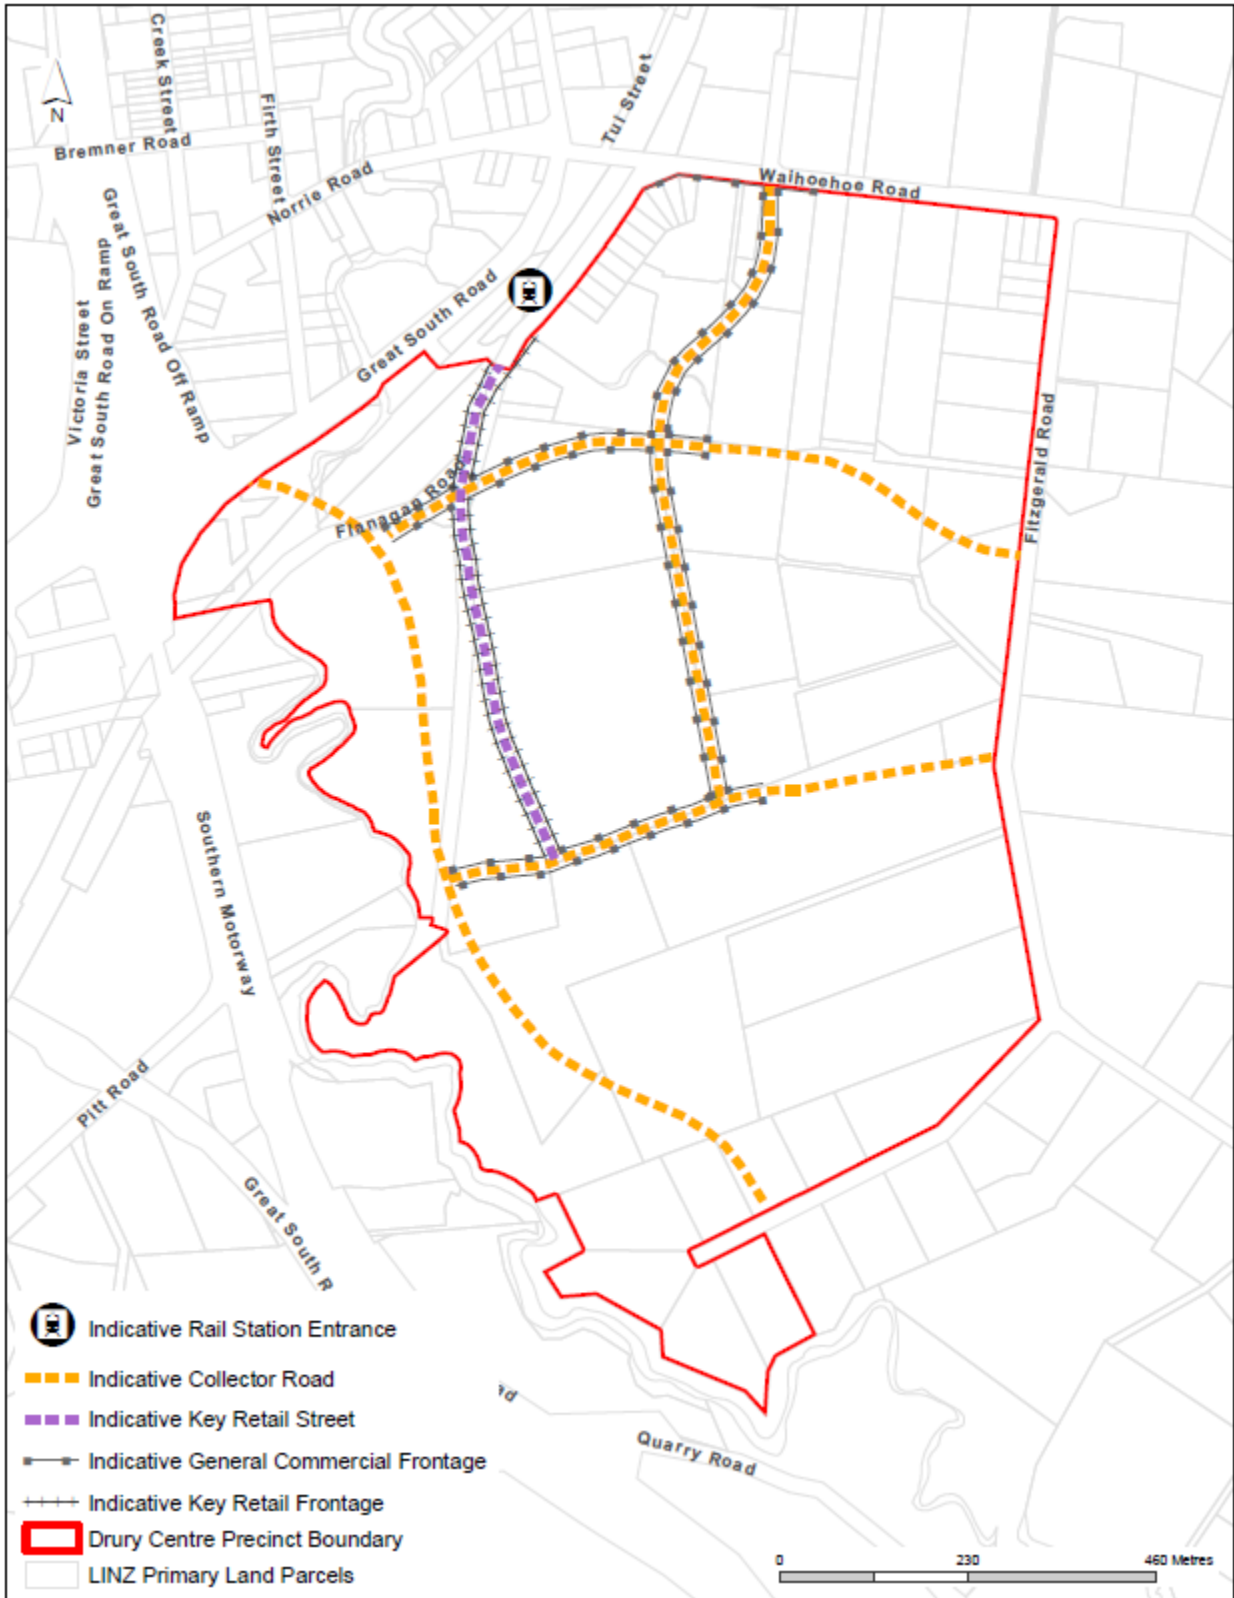 Creek Street
Firth Street
Tui Street
N
Bremner Road
Norrie Road
Waihoehoe Road
Great South Road Off Ramp
Great South Road On Ramp
Victoria Street
Great South Road
Flanagan Road
Fitzgerald Road
Southern Motorway
Pitt Road
Great South R
ad
Quarry Road
Indicative Rail Station Entrance
Indicative Collector Road
Indicative Key Retail Street
Indicative General Commercial Frontage
Indicative Key Retail Frontage
Drury Centre Precinct Boundary
LINZ Primary Land Parcels
0 230 460 Metres